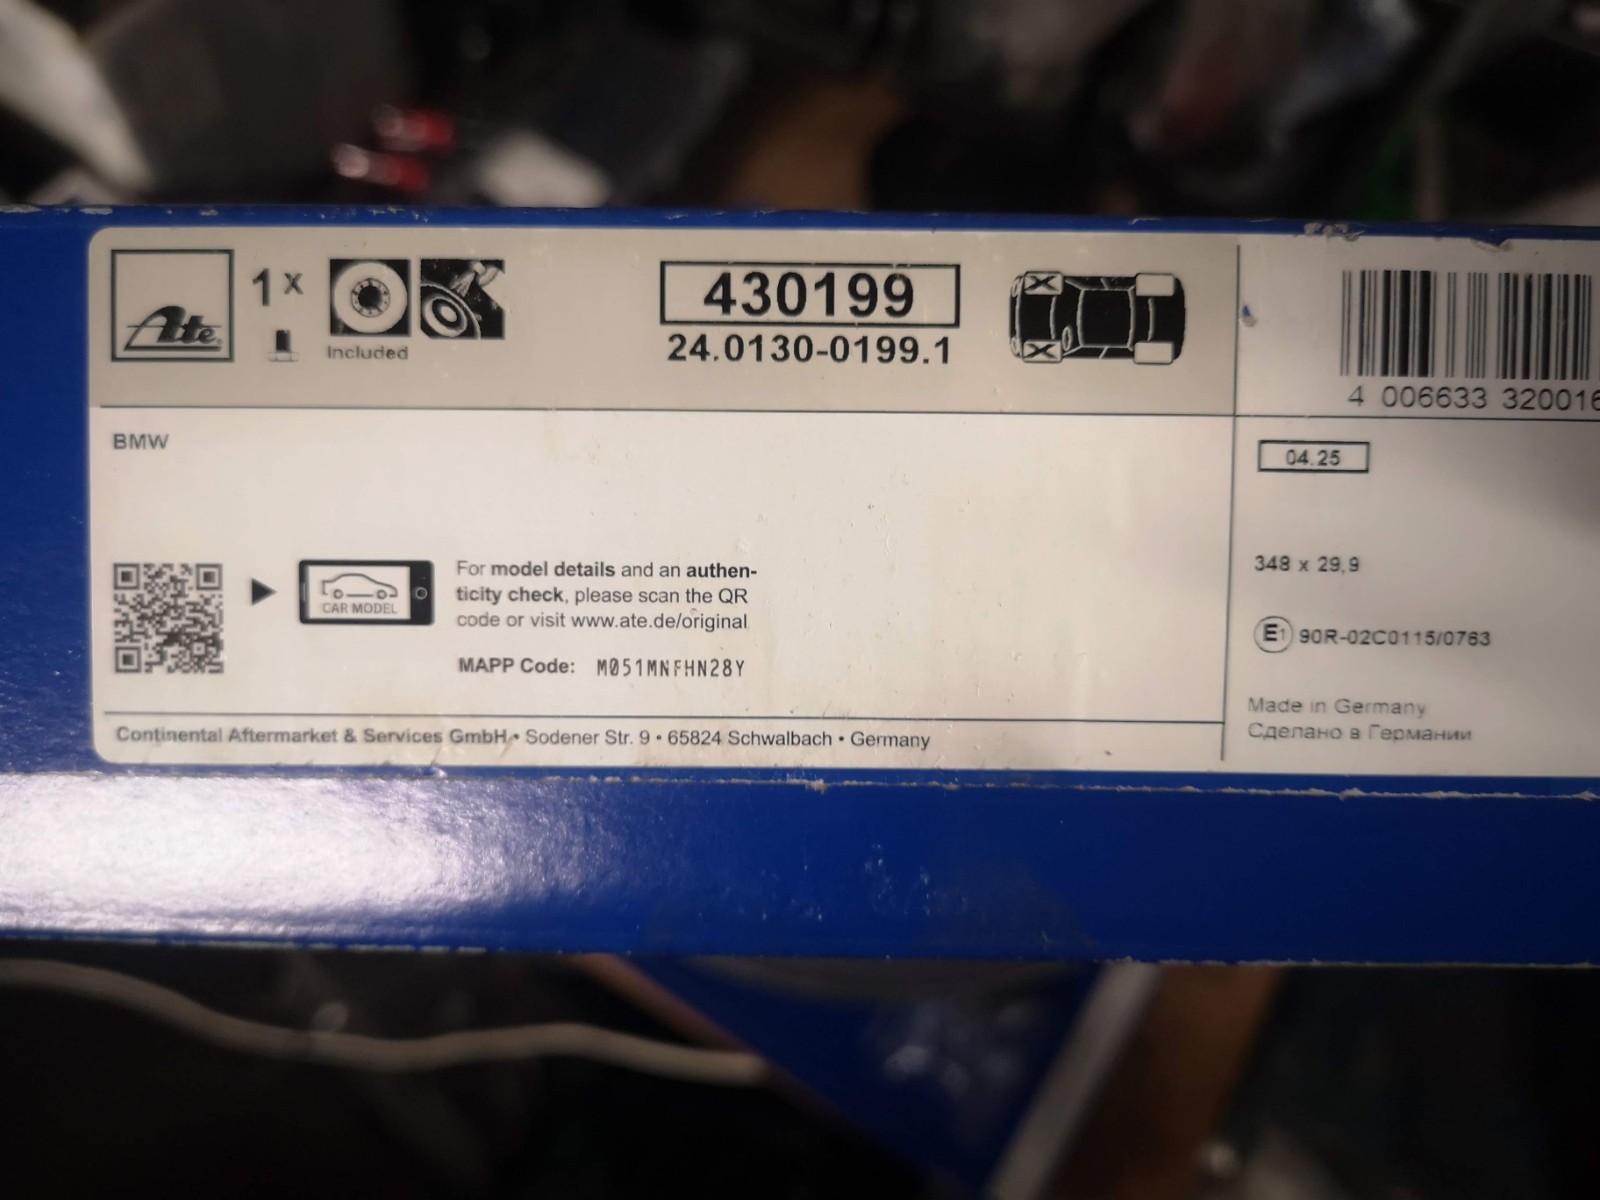 Ate
1x
Included
430199
24.0130-0199.1
4 006633 320016
BMW
04.25
348 x 29,9
CAR MODEL
For model details and an authen-
ticity check, please scan the QR
code or visit www.ate.de/original
MAPP Code: M051MNFHN28Y
E1 90R-02C0115/0763
Made in Germany
Сделано в Германии
Continental Aftermarket & Services GmbH • Sodener Str. 9 • 65824 Schwalbach • Germany